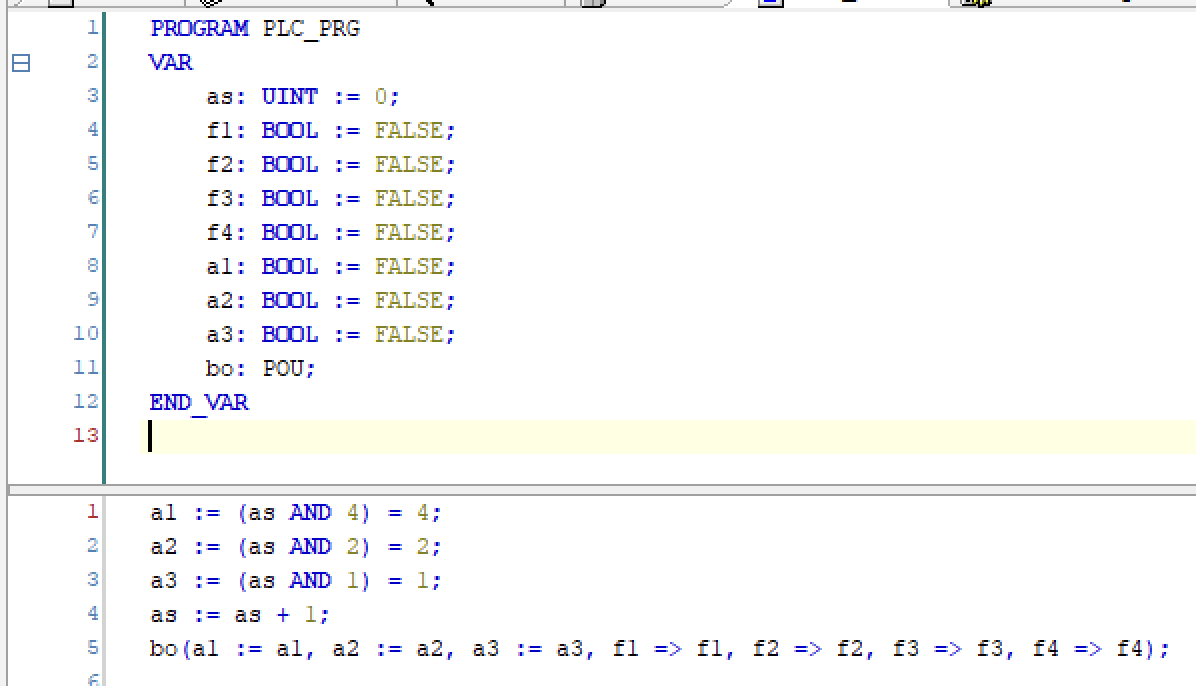 1 PROGRAM PLC_PRG
2 VAR
3 as: UINT := 0;
4 f1: BOOL := FALSE;
5 f2: BOOL := FALSE;
6 f3: BOOL := FALSE;
7 f4: BOOL := FALSE;
8 a1: BOOL := FALSE;
9 a2: BOOL := FALSE;
10 a3: BOOL := FALSE;
11 bo: POU;
12 END_VAR
13
1 a1 := (as AND 4) = 4;
2 a2 := (as AND 2) = 2;
3 a3 := (as AND 1) = 1;
4 as := as + 1;
5 bo(a1 := a1, a2 := a2, a3 := a3, f1 => f1, f2 => f2, f3 => f3, f4 => f4);
6